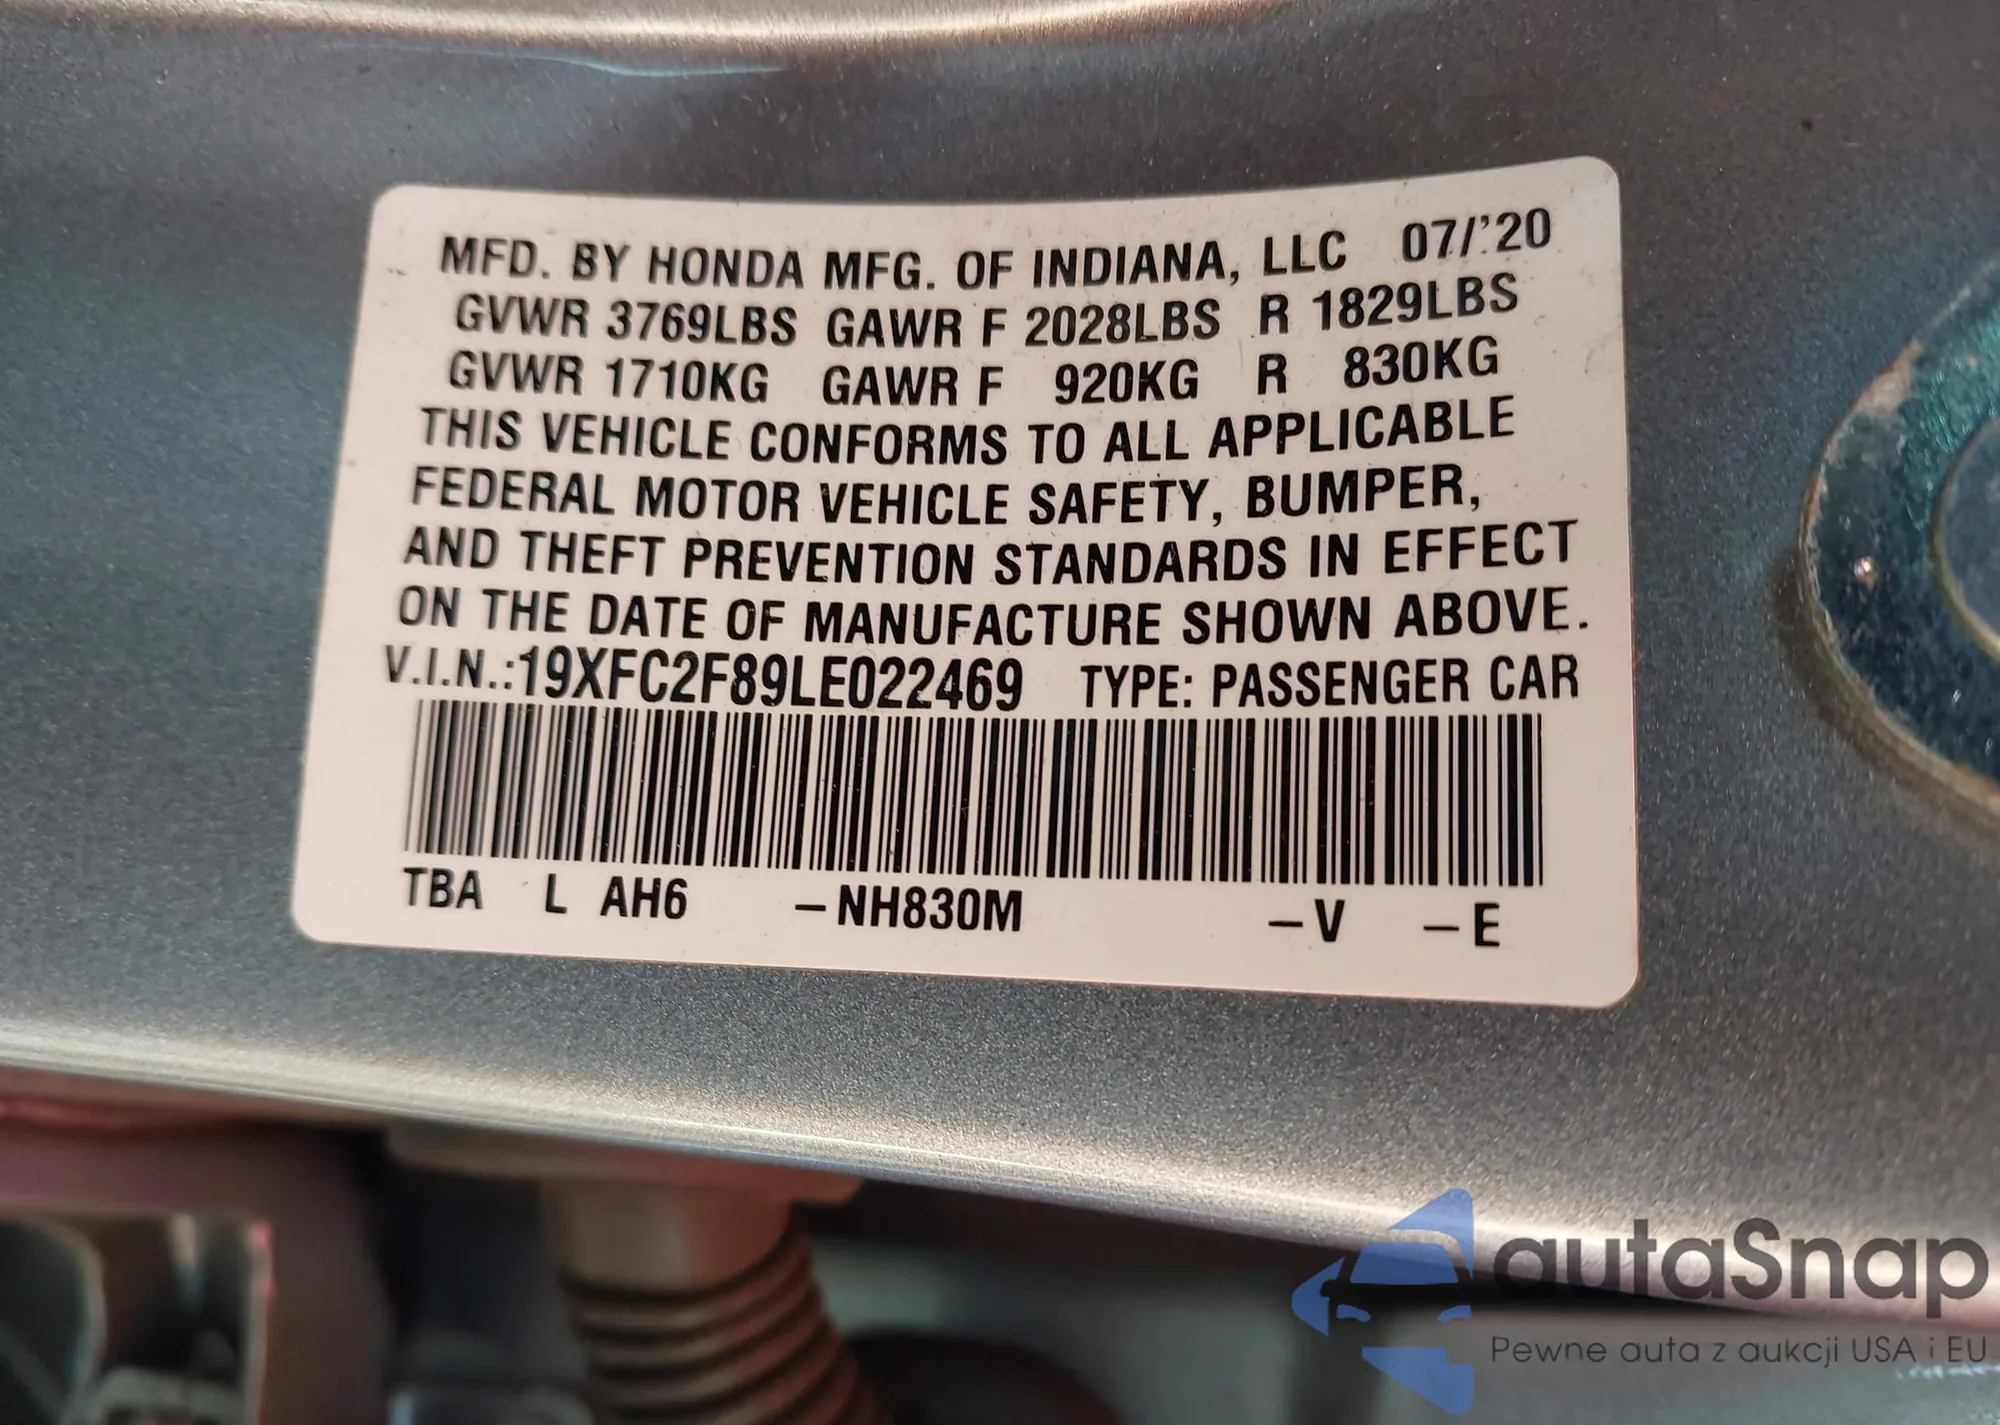 MFD. BY HONDA MFG. OF INDIANA, LLC 07/'20
GVWR 3769LBS GAWR F 2028LBS R 1829LBS
GVWR 1710KG GAWR F 920KG R 830KG
THIS VEHICLE CONFORMS TO ALL APPLICABLE
FEDERAL MOTOR VEHICLE SAFETY, BUMPER,
AND THEFT PREVENTION STANDARDS IN EFFECT
ON THE DATE OF MANUFACTURE SHOWN ABOVE.
V.I.N.:19XFC2F89LE022469 TYPE: PASSENGER CAR
TBA L AH6 -NH830M -V -E
autaSnap
Pewne auta z aukcji USA i EU